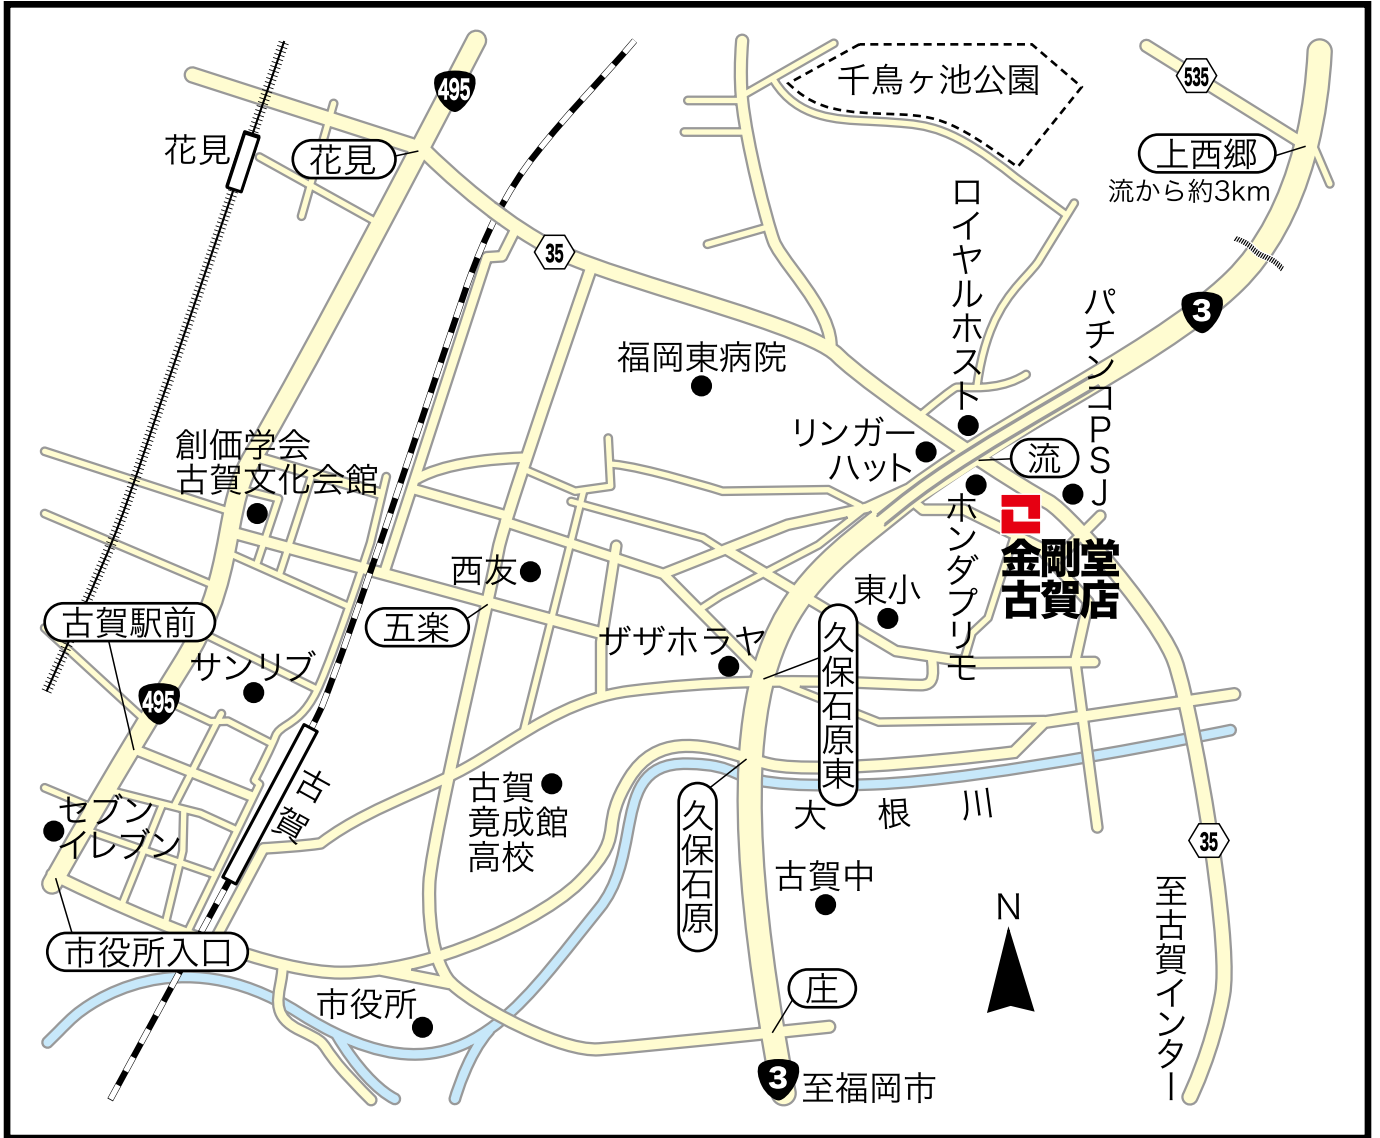 495
千鳥ヶ池公園
535
花見
花見
上西郷
流から約3km
35
ロイヤルホスト
パチンコPSJ
3
福岡東病院
リンガー
ハット
流
創価学会
古賀文化会館
ホンダプリモ
金剛堂
古賀店
西友
東小
古賀駅前
五楽
ザザホラヤ
久保石原東
サンリブ
495
古賀
古賀
竟成館
高校
セブン
イレブン
大根川
久保石原
35
古賀中
至古賀インター
N
市役所入口
市役所
庄
3
至福岡市